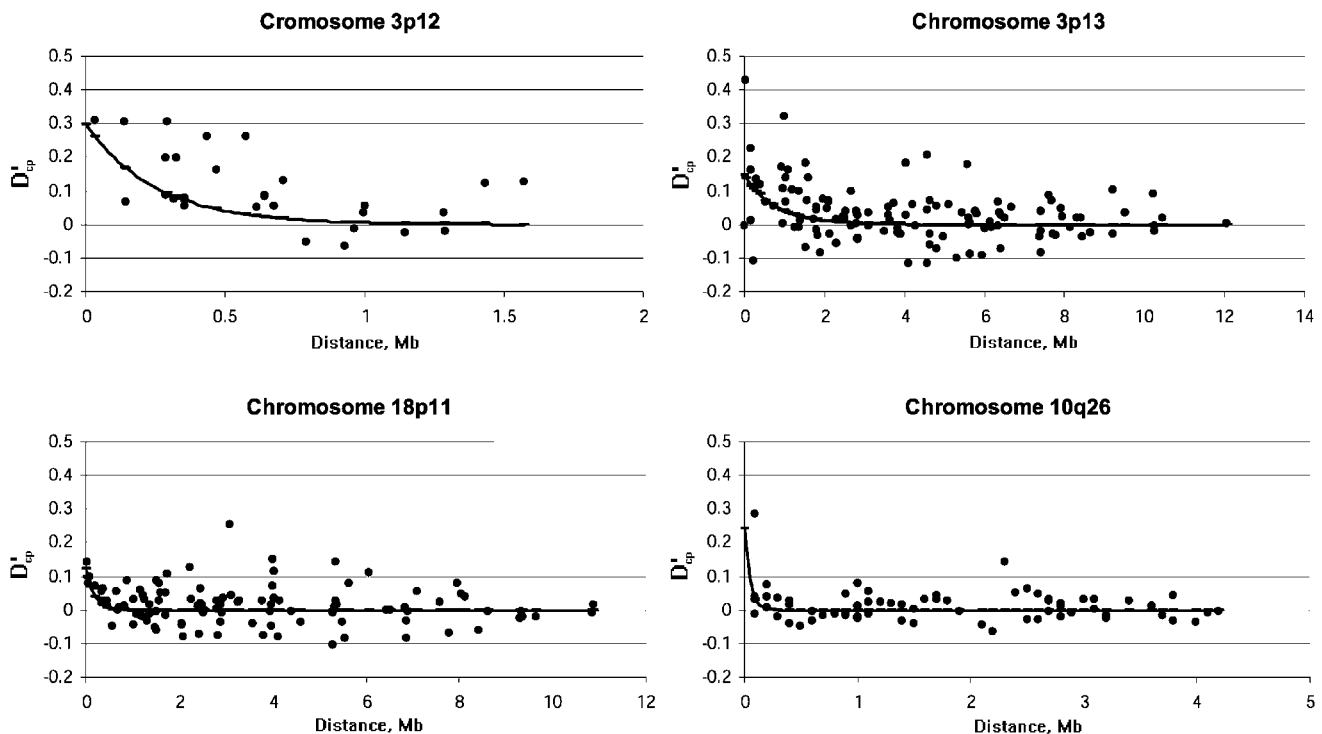 Cromosome 3p12
0.5
0.4
0.3
0.2
0.1
0
-0.1
-0.2
D'cp
0 0.5 1 1.5 2
Distance, Mb
Chromosome 3p13
0.5
0.4
0.3
0.2
0.1
0
-0.1
-0.2
D'cp
0 2 4 6 8 10 12 14
Distance, Mb
Chromosome 18p11
0.5
0.4
0.3
0.2
0.1
0
-0.1
-0.2
D'cp
0 2 4 6 8 10 12
Distance, Mb
Chromosome 10q26
0.5
0.4
0.3
0.2
0.1
0
-0.1
-0.2
D'cp
0 1 2 3 4 5
Distance, Mb